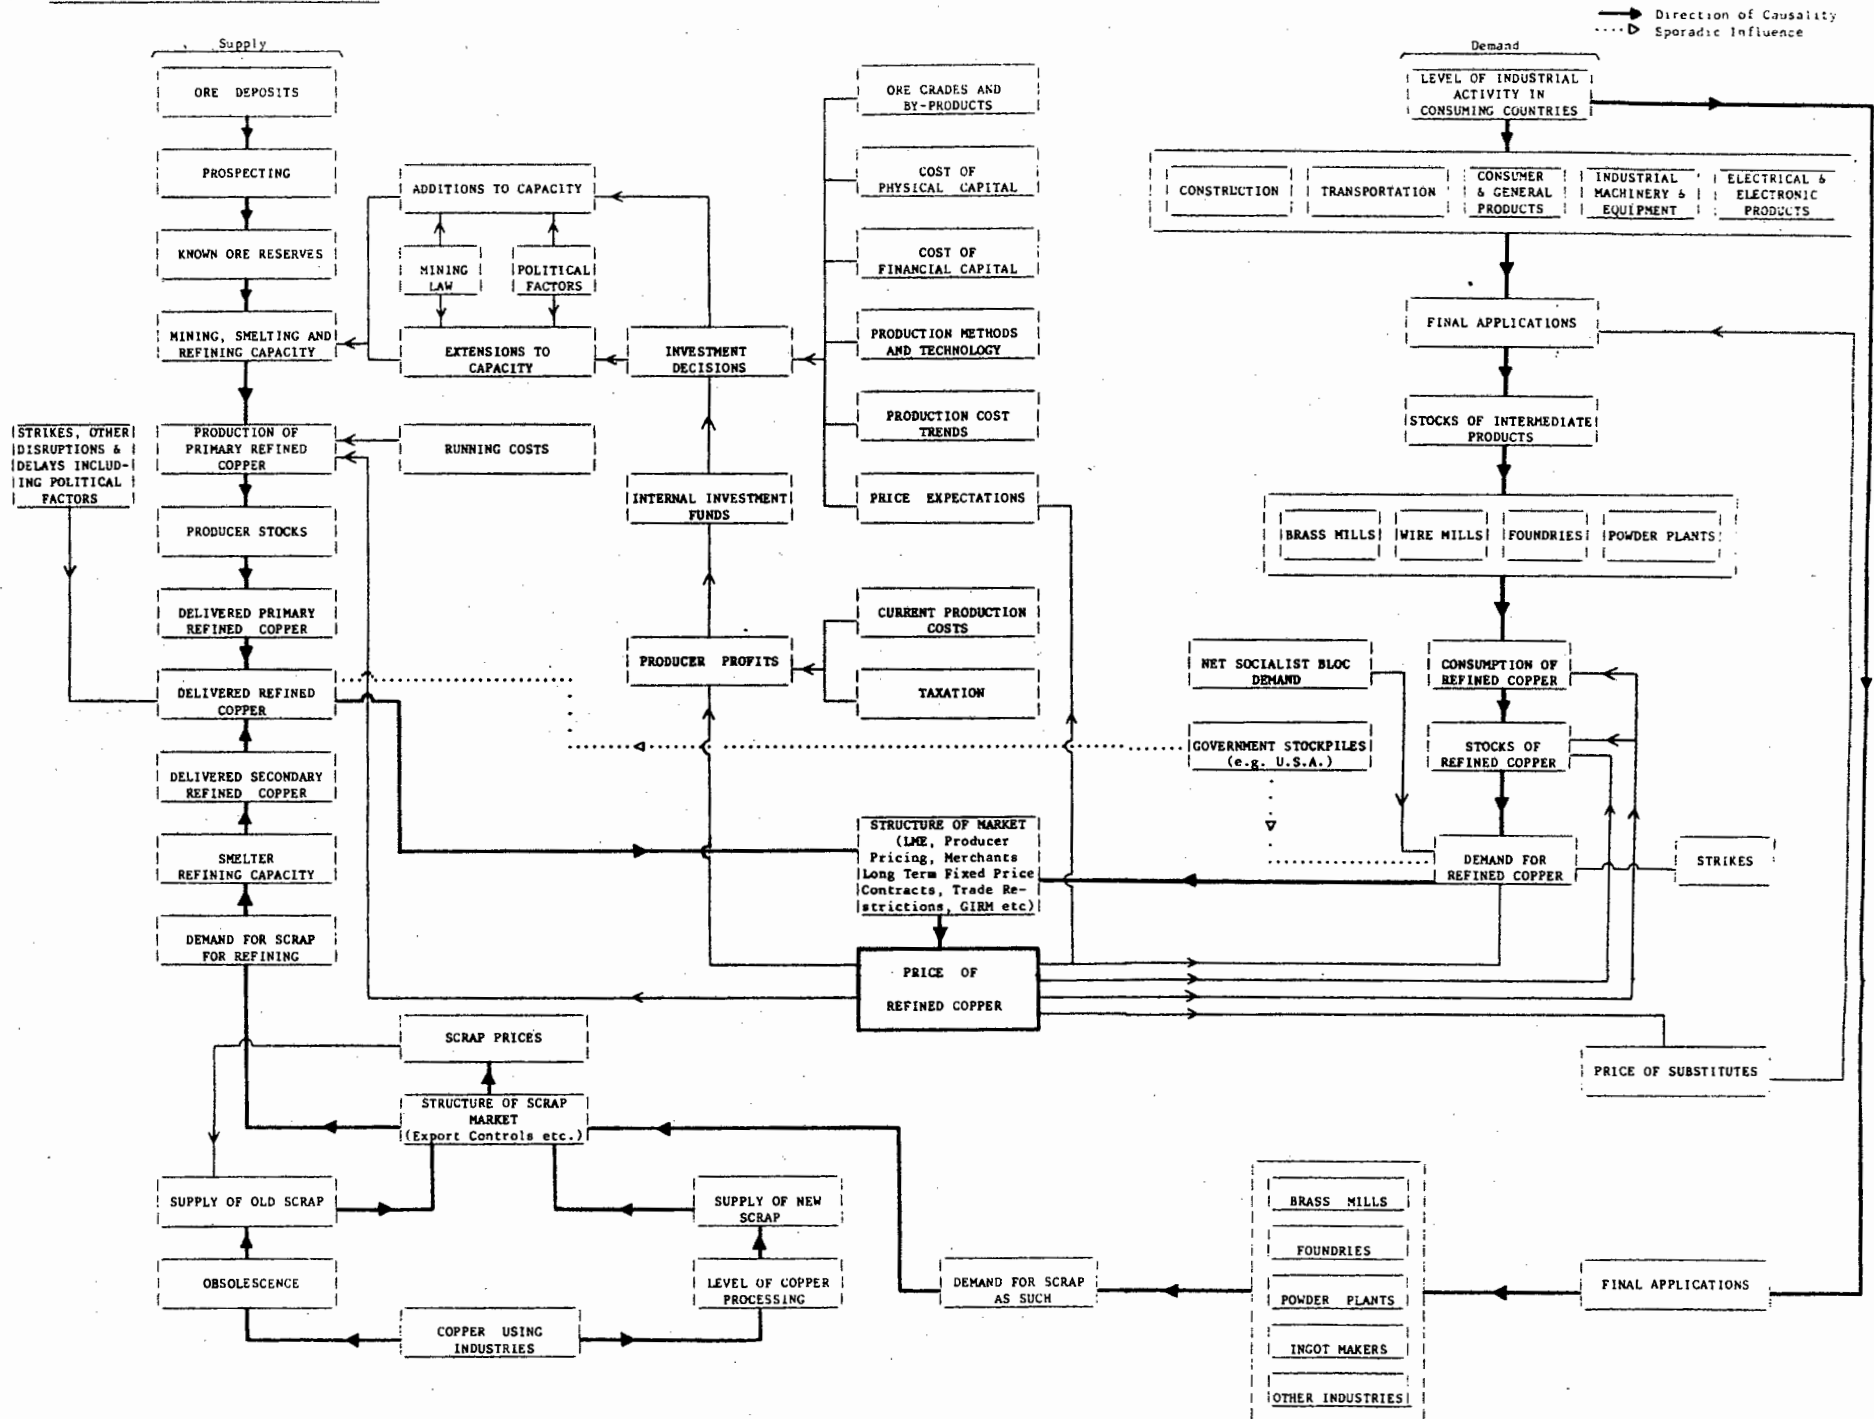 Direction of Causality
Sporadic Influence
Supply
Demand
ORE DEPOSITS
PROSPECTING
KNOWN ORE RESERVES
MINING, SMELTING AND
REFINING CAPACITY
PRODUCTION OF
PRIMARY REFINED
COPPER
PRODUCER STOCKS
DELIVERED PRIMARY
REFINED COPPER
DELIVERED REFINED
COPPER
DELIVERED SECONDARY
REFINED COPPER
SMELTER
REFINING CAPACITY
DEMAND FOR SCRAP
FOR REFINING
STRIKES, OTHER
DISRUPTIONS &
DELAYS INCLUD-
ING POLITICAL
FACTORS
ADDITIONS TO CAPACITY
MINING
LAW
POLITICAL
FACTORS
EXTENSIONS TO
CAPACITY
RUNNING COSTS
INVESTMENT
DECISIONS
INTERNAL INVESTMENT
FUNDS
PRODUCER PROFITS
ORE GRADES AND
BY-PRODUCTS
COST OF
PHYSICAL CAPITAL
COST OF
FINANCIAL CAPITAL
PRODUCTION METHODS
AND TECHNOLOGY
PRODUCTION COST
TRENDS
PRICE EXPECTATIONS
CURRENT PRODUCTION
COSTS
TAXATION
STRUCTURE OF MARKET
(LME, Producer
Pricing, Merchants
Long Term Fixed Price
Contracts, Trade Re-
strictions, GIRM etc)
PRICE OF
REFINED COPPER
LEVEL OF INDUSTRIAL
ACTIVITY IN
CONSUMING COUNTRIES
CONSTRUCTION
TRANSPORTATION
CONSUMER
& GENERAL
PRODUCTS
INDUSTRIAL
MACHINERY &
EQUIPMENT
ELECTRICAL &
ELECTRONIC
PRODUCTS
FINAL APPLICATIONS
STOCKS OF INTERMEDIATE
PRODUCTS
BRASS MILLS
WIRE MILLS
FOUNDRIES
POWDER PLANTS
NET SOCIALIST BLOC
DEMAND
CONSUMPTION OF
REFINED COPPER
GOVERNMENT STOCKPILES
(e.g. U.S.A.)
STOCKS OF
REFINED COPPER
DEMAND FOR
REFINED COPPER
STRIKES
PRICE OF SUBSTITUTES
SCRAP PRICES
STRUCTURE OF SCRAP
MARKET
(Export Controls etc.)
SUPPLY OF OLD SCRAP
SUPPLY OF NEW
SCRAP
OBSOLESCENCE
LEVEL OF COPPER
PROCESSING
COPPER USING
INDUSTRIES
DEMAND FOR SCRAP
AS SUCH
BRASS MILLS
FOUNDRIES
POWDER PLANTS
INGOT MAKERS
OTHER INDUSTRIES
FINAL APPLICATIONS